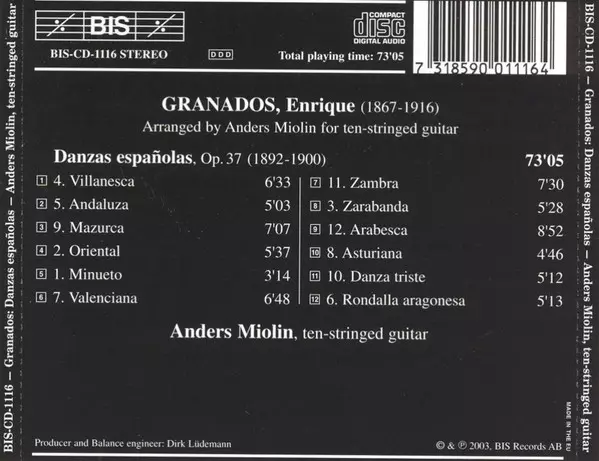 BIS
COMPACT
disc
DIGITAL AUDIO
BIS-CD-1116 STEREO
DDD
Total playing time: 73'05
7 318590 011164
GRANADOS, Enrique (1867-1916)
Arranged by Anders Miolin for ten-stringed guitar
Danzas españolas, Op. 37 (1892-1900) 73'05
1 4. Villanesca 6'33
2 5. Andaluza 5'03
3 9. Mazurca 7'07
4 2. Oriental 5'37
5 1. Minueto 3'14
6 7. Valenciana 6'48
7 11. Zambra 7'30
8 3. Zarabanda 5'28
9 12. Arabesca 8'52
10 8. Asturiana 4'46
11 10. Danza triste 5'12
12 6. Rondalla aragonesa 5'13
Anders Miolin, ten-stringed guitar
Producer and Balance engineer: Dirk Lüdemann
© & ℗ 2003, BIS Records AB
MADE IN THE EU
BIS-CD-1116 – Granados: Danzas españolas – Anders Miolin, ten-stringed guitar
BIS-CD-1116 – Granados: Danzas españolas – Anders Miolin, ten-stringed guitar